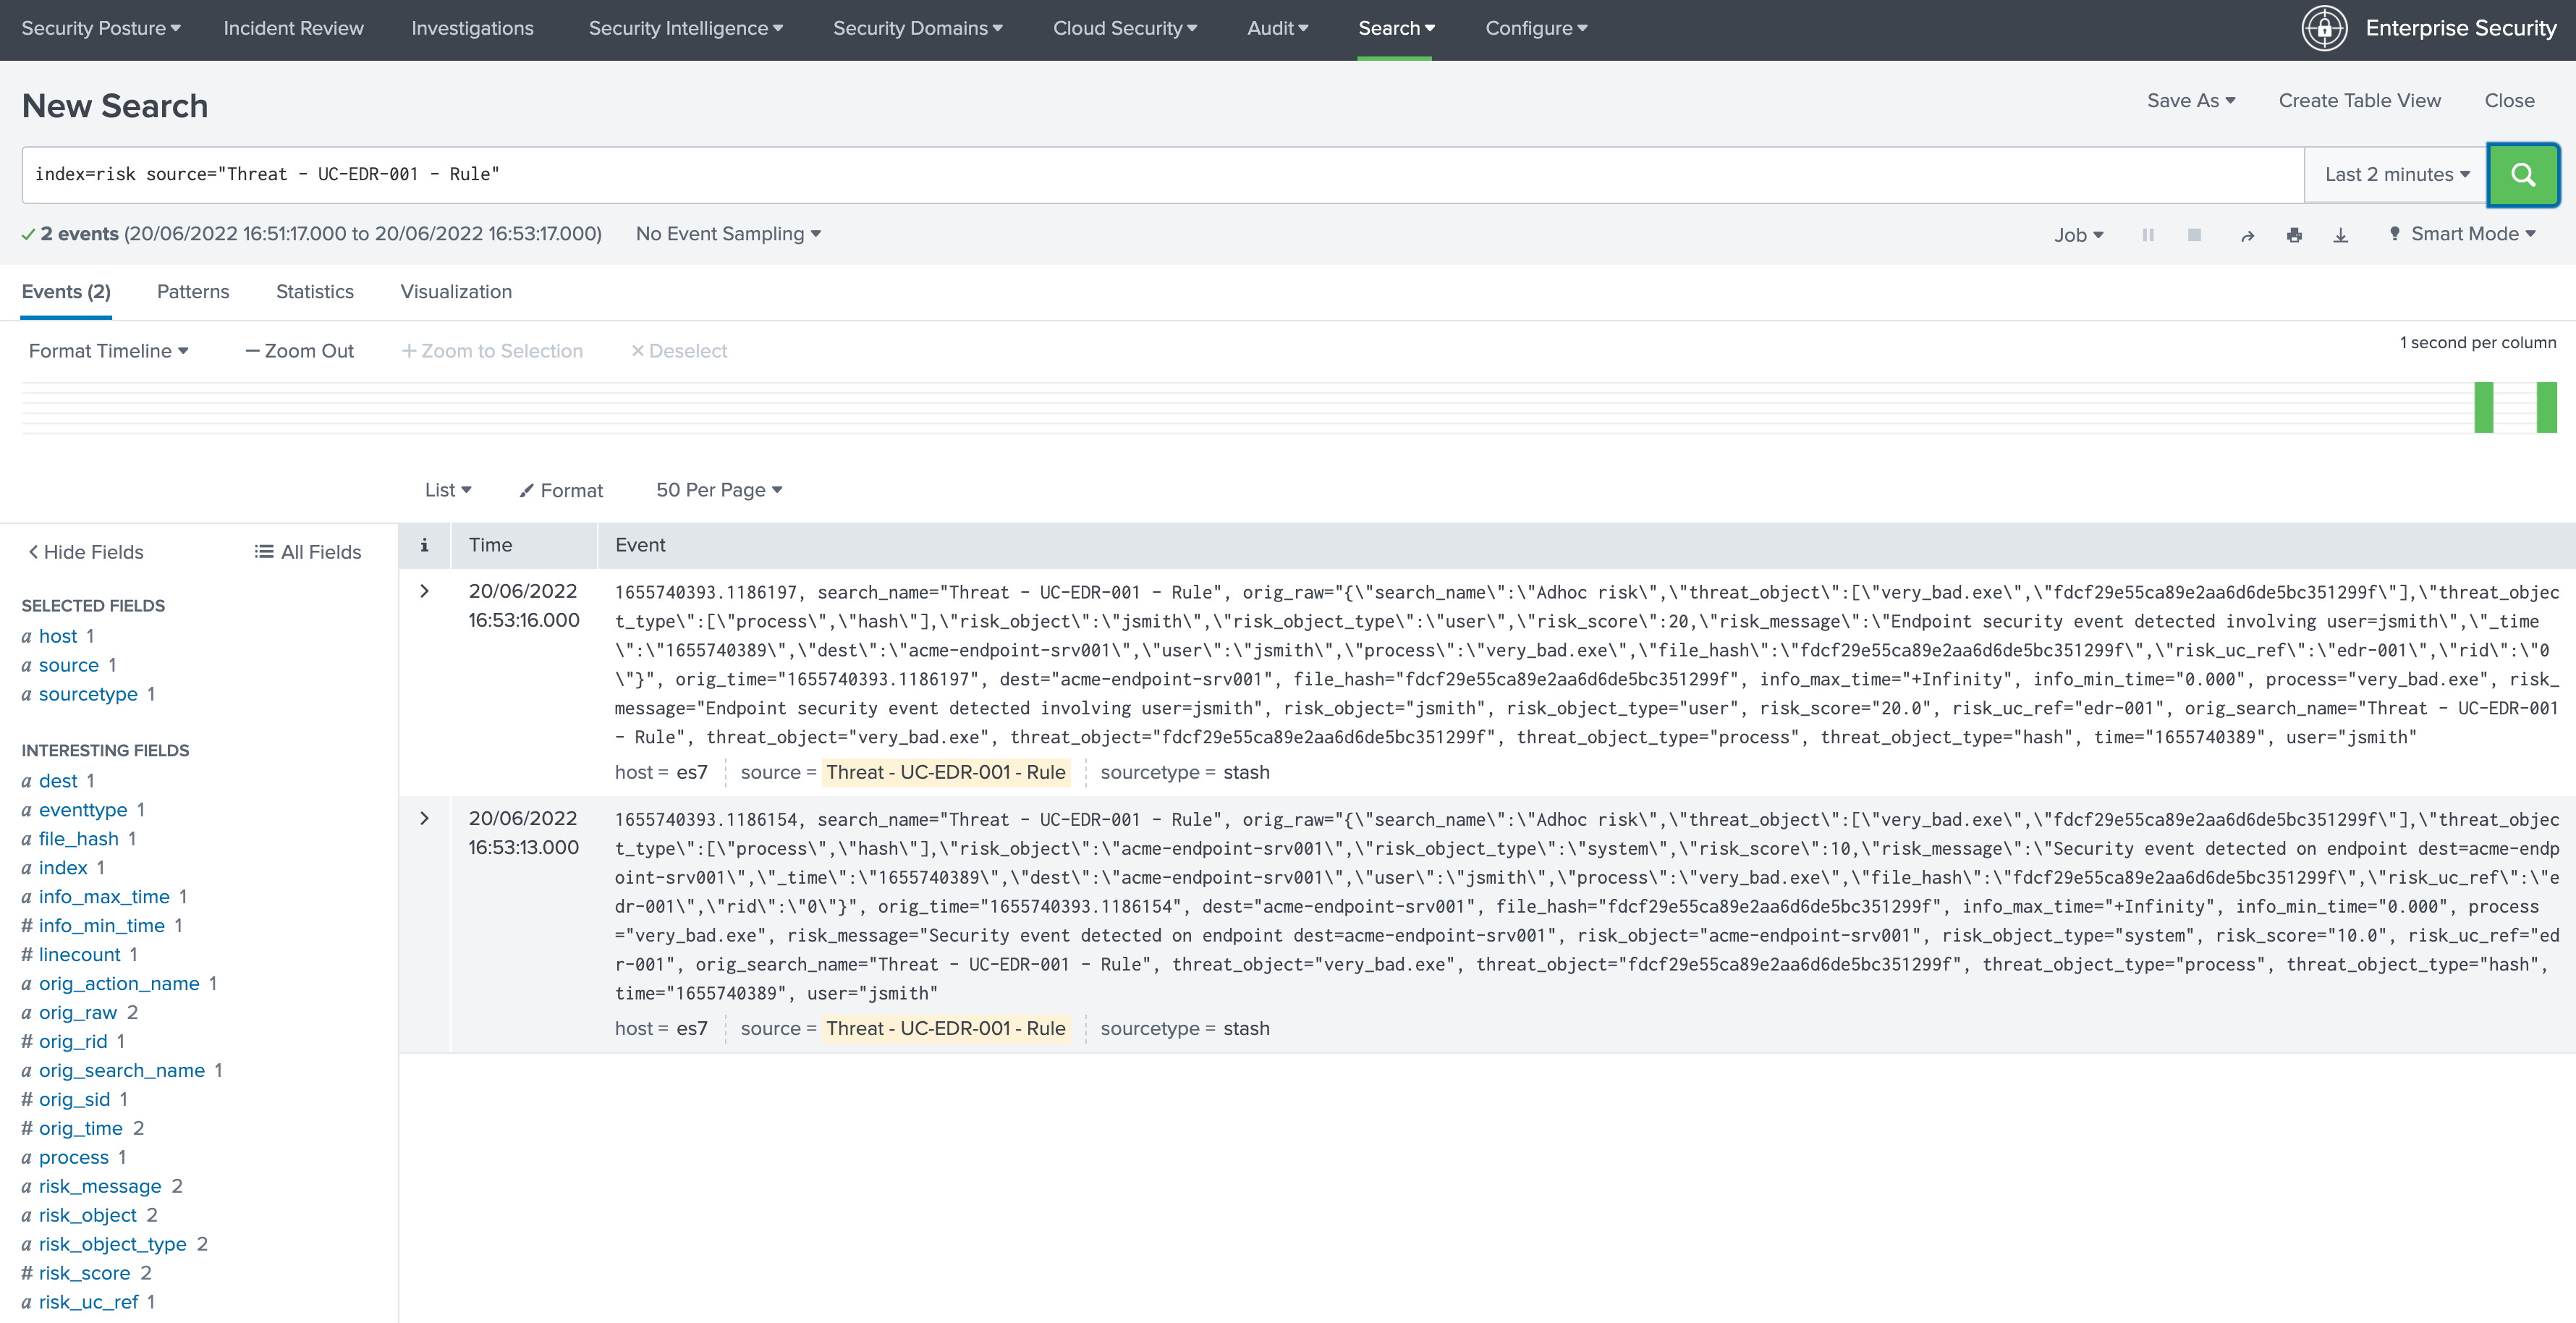 Security Posture Incident Review Investigations Security Intelligence Security Domains Cloud Security Audit Search Configure Enterprise Security
New Search
Save As Create Table View Close
index=risk source="Threat - UC-EDR-001 - Rule"
Last 2 minutes
2 events (20/06/2022 16:51:17.000 to 20/06/2022 16:53:17.000) No Event Sampling
Job Smart Mode
Events (2) Patterns Statistics Visualization
Format Timeline — Zoom Out + Zoom to Selection × Deselect
1 second per column
List Format 50 Per Page
< Hide Fields All Fields
SELECTED FIELDS
a host 1
a source 1
a sourcetype 1
INTERESTING FIELDS
a dest 1
a eventtype 1
a file_hash 1
a index 1
a info_max_time 1
# info_min_time 1
# linecount 1
a orig_action_name 1
a orig_raw 2
# orig_rid 1
a orig_search_name 1
# orig_sid 1
# orig_time 2
a process 1
a risk_message 2
a risk_object 2
a risk_object_type 2
# risk_score 2
a risk_uc_ref 1
i Time Event
20/06/2022
16:53:16.000
1655740393.1186197, search_name="Threat - UC-EDR-001 - Rule", orig_raw="{\"search_name\":\"Adhoc risk\",\"threat_object\":[\"very_bad.exe\",\"fdcf29e55ca89e2aa6d6de5bc351299f\"],\"threat_objec
t_type\":[\"process\",\"hash\"],\"risk_object\":\"jsmith\",\"risk_object_type\":\"user\",\"risk_score\":20,\"risk_message\":\"Endpoint security event detected involving user=jsmith\",\"_time
\":\"1655740389\",\"dest\":\"acme-endpoint-srv001\",\"user\":\"jsmith\",\"process\":\"very_bad.exe\",\"file_hash\":\"fdcf29e55ca89e2aa6d6de5bc351299f\",\"risk_uc_ref\":\"edr-001\",\"rid\":\"0
\"}", orig_time="1655740393.1186197", dest="acme-endpoint-srv001", file_hash="fdcf29e55ca89e2aa6d6de5bc351299f", info_max_time="+Infinity", info_min_time="0.000", process="very_bad.exe", risk_
message="Endpoint security event detected involving user=jsmith", risk_object="jsmith", risk_object_type="user", risk_score="20.0", risk_uc_ref="edr-001", orig_search_name="Threat - UC-EDR-001
- Rule", threat_object="very_bad.exe", threat_object="fdcf29e55ca89e2aa6d6de5bc351299f", threat_object_type="process", threat_object_type="hash", time="1655740389", user="jsmith"
host = es7 source = Threat - UC-EDR-001 - Rule sourcetype = stash
20/06/2022
16:53:13.000
1655740393.1186154, search_name="Threat - UC-EDR-001 - Rule", orig_raw="{\"search_name\":\"Adhoc risk\",\"threat_object\":[\"very_bad.exe\",\"fdcf29e55ca89e2aa6d6de5bc351299f\"],\"threat_objec
t_type\":[\"process\",\"hash\"],\"risk_object\":\"acme-endpoint-srv001\",\"risk_object_type\":\"system\",\"risk_score\":10,\"risk_message\":\"Security event detected on endpoint dest=acme-endp
oint-srv001\",\"_time\":\"1655740389\",\"dest\":\"acme-endpoint-srv001\",\"user\":\"jsmith\",\"process\":\"very_bad.exe\",\"file_hash\":\"fdcf29e55ca89e2aa6d6de5bc351299f\",\"risk_uc_ref\":\"e
dr-001\",\"rid\":\"0\"}", orig_time="1655740393.1186154", dest="acme-endpoint-srv001", file_hash="fdcf29e55ca89e2aa6d6de5bc351299f", info_max_time="+Infinity", info_min_time="0.000", process
="very_bad.exe", risk_message="Security event detected on endpoint dest=acme-endpoint-srv001", risk_object="acme-endpoint-srv001", risk_object_type="system", risk_score="10.0", risk_uc_ref="ed
r-001", orig_search_name="Threat - UC-EDR-001 - Rule", threat_object="very_bad.exe", threat_object="fdcf29e55ca89e2aa6d6de5bc351299f", threat_object_type="process", threat_object_type="hash",
time="1655740389", user="jsmith"
host = es7 source = Threat - UC-EDR-001 - Rule sourcetype = stash